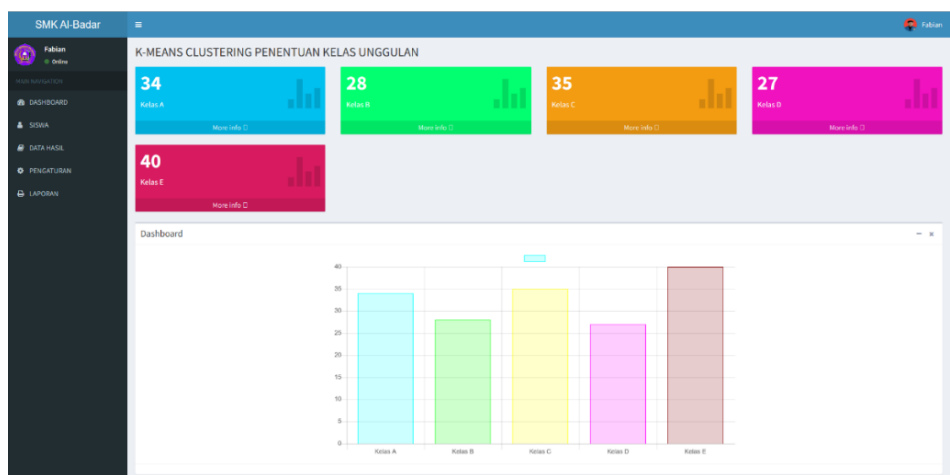 SMK Al-Badar
Fabian
Fabian
Online
MAIN NAVIGATION
DASHBOARD
SISWA
DATA HASIL
PENGATURAN
LAPORAN
K-MEANS CLUSTERING PENENTUAN KELAS UNGGULAN
34
Kelas A
More info
28
Kelas B
More info
35
Kelas C
More info
27
Kelas D
More info
40
Kelas E
More info
Dashboard
40
35
30
25
20
15
10
5
0
Kelas A Kelas B Kelas C Kelas D Kelas E